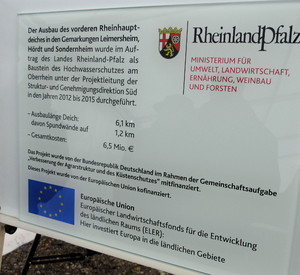 Der Ausbau des vorderen Rheinhaupt-
deiches in den Gemarkungen Leimersheim,
Hördt und Sondernheim wurde im Auf-
trag des Landes Rheinland-Pfalz als
Baustein des Hochwasserschutzes am
Oberrhein unter der Projektleitung der
Struktur- und Genehmigungsdirektion Süd
in den Jahren 2012 bis 2015 durchgeführt.
– Ausbaulänge Deich: 6,1 km
davon Spundwände auf 1,2 km
– Gesamtkosten: 6,5 Mio. €
Das Projekt wurde von der Bundesrepublik Deutschland im Rahmen der Gemeinschaftsaufgabe
„Verbesserung der Agrarstruktur und des Küstenschutzes" mitfinanziert.
Dieses Projekt wurde von der Europäischen Union kofinanziert.
Europäische Union
Europäischer Landwirtschaftsfonds für die Entwicklung
des ländlichen Raums (ELER):
Hier investiert Europa in die ländlichen Gebiete
RheinlandPfalz
MINISTERIUM FÜR
UMWELT, LANDWIRTSCHAFT,
ERNÄHRUNG, WEINBAU
UND FORSTEN